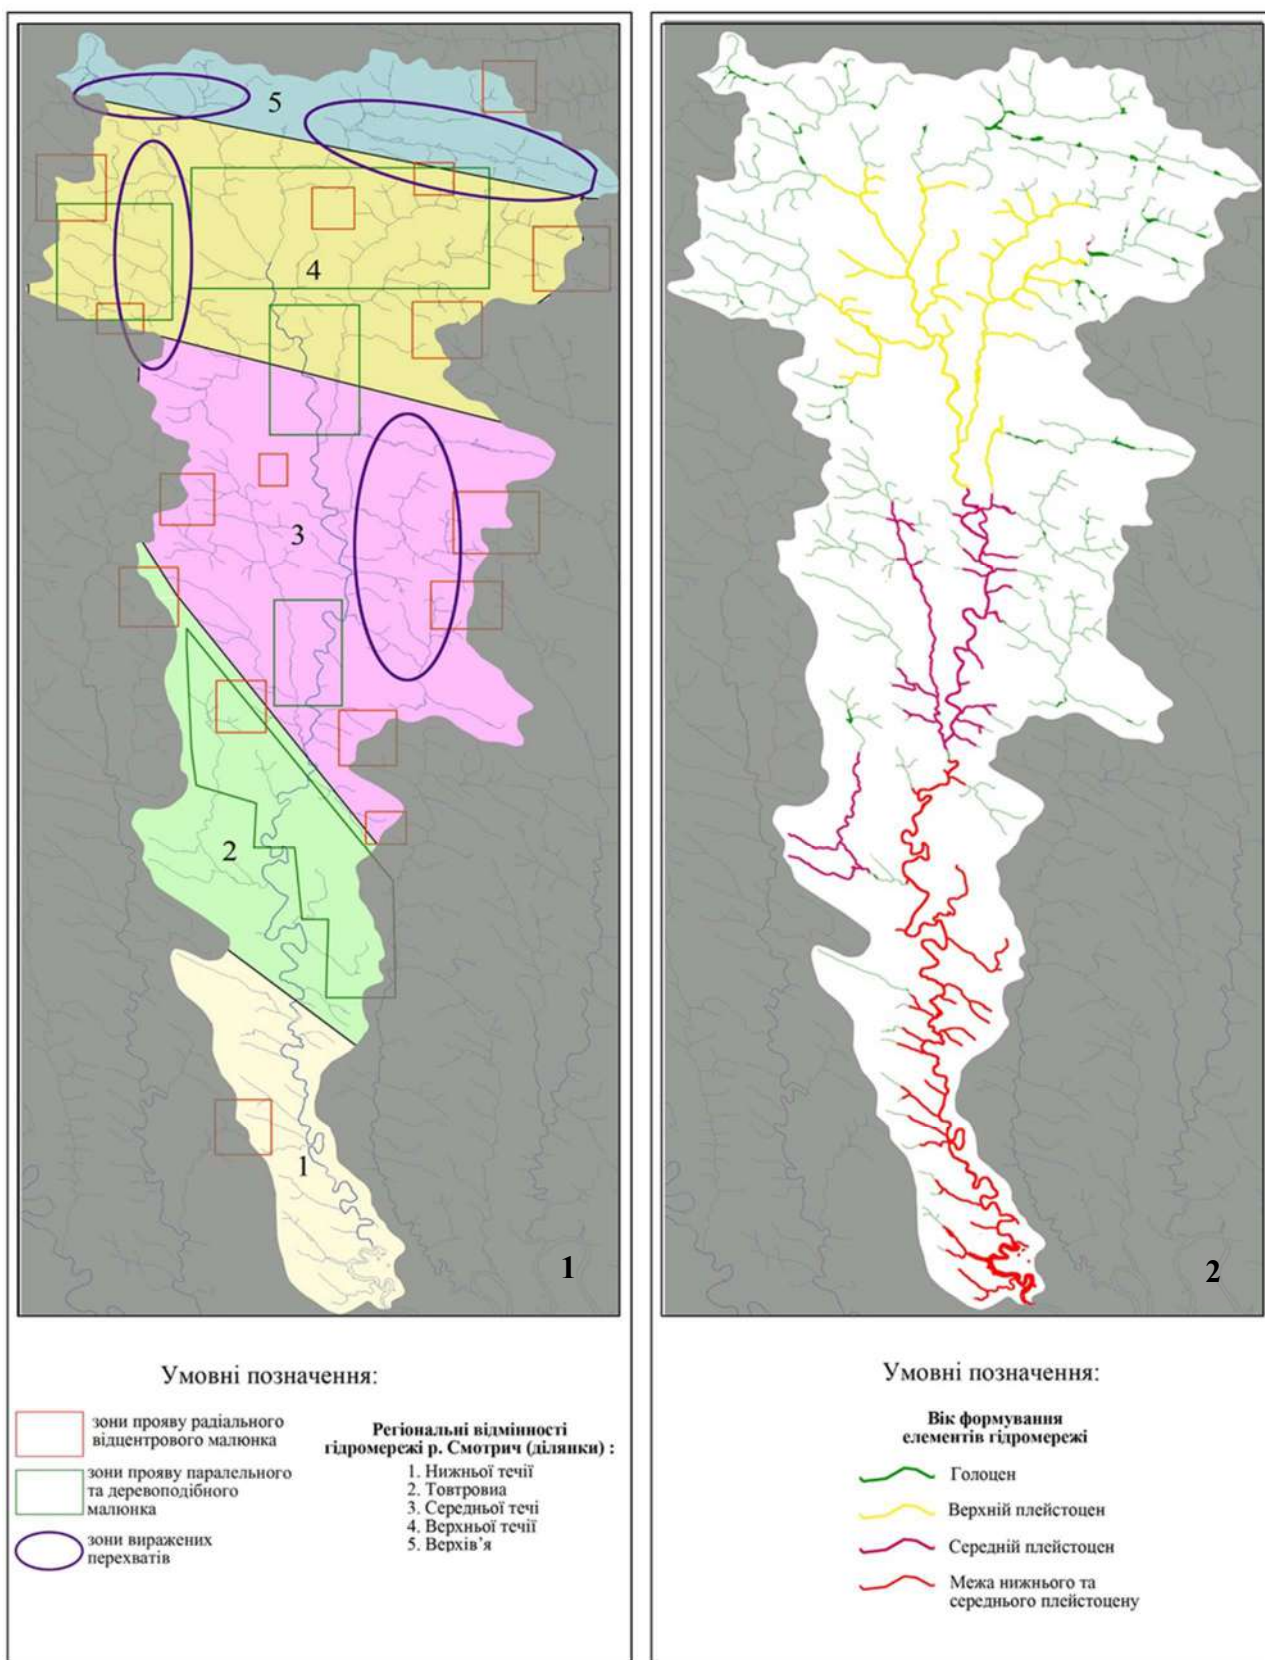 5
4
3
2
1
1
Умовні позначення:
зони прояву радіального
відцентрового малюнка
зони прояву паралельного
та деревоподібного
малюнка
зони виражених
перехватів
Регіональні відмінності
гідромережі р. Смотрич (ділянки) :
1. Нижньої течії
2. Товтровиа
3. Середньої течі
4. Верхньої течії
5. Верхів’я
2
Умовні позначення:
Вік формування
елементів гідромережі
Голоцен
Верхній плейстоцен
Середній плейстоцен
Межа нижнього та
середнього плейстоцену